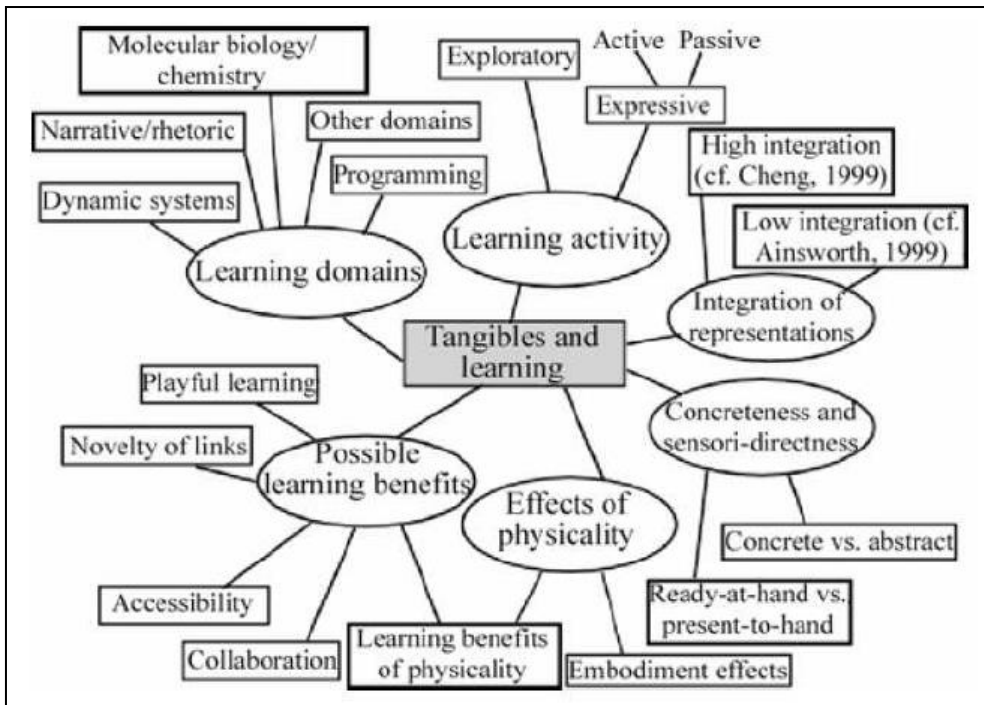 Molecular biology/
chemistry
Exploratory
Active Passive
Expressive
Narrative/rhetoric
Other domains
Programming
Dynamic systems
High integration
(cf. Cheng, 1999)
Low integration (cf.
Ainsworth, 1999)
Learning domains
Learning activity
Integration of
representations
Tangibles and
learning
Playful learning
Novelty of links
Possible
learning benefits
Concreteness and
sensori-directness
Effects of
physicality
Concrete vs. abstract
Ready-at-hand vs.
present-to-hand
Accessibility
Collaboration
Learning benefits
of physicality
Embodiment effects